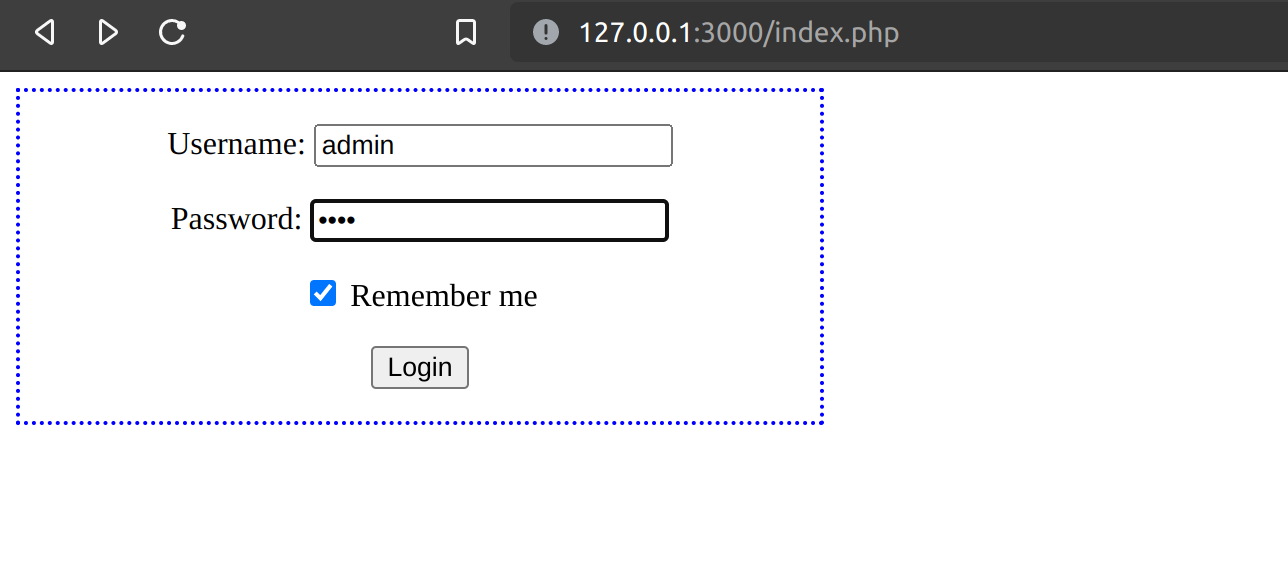 127.0.0.1:3000/index.php
Username: admin
Password: ••••
Remember me
Login